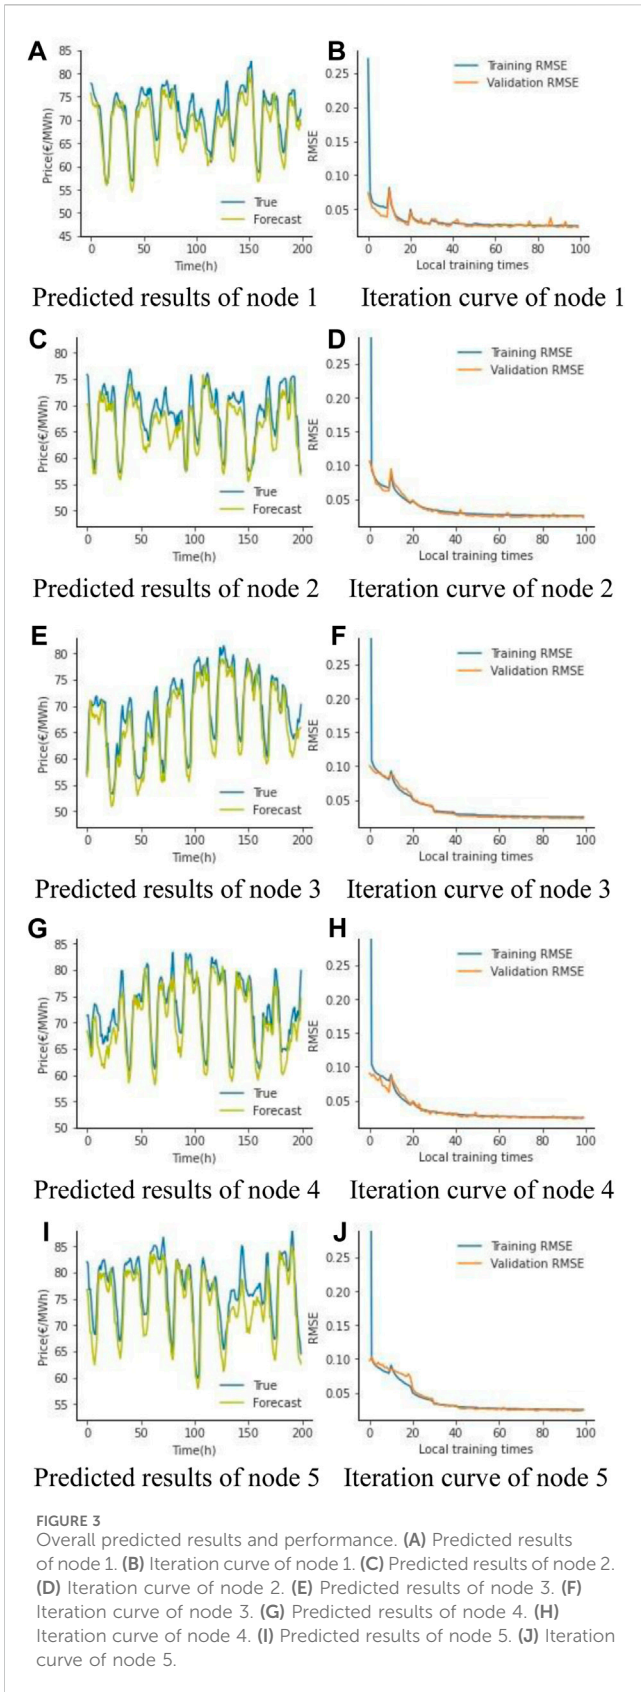 A
85
80
75
70
65
60
55
50
45
Price(€/MWh)
True
Forecast
0 50 100 150 200
Time(h)
B
0.25
0.20
0.15
0.10
0.05
RMSE
Training RMSE
Validation RMSE
0 20 40 60 80 100
Local training times
Predicted results of node 1 Iteration curve of node 1
C
80
75
70
65
60
55
50
Price(€/MWh)
True
Forecast
0 50 100 150 200
Time(h)
D
0.25
0.20
0.15
0.10
0.05
RMSE
Training RMSE
Validation RMSE
0 20 40 60 80 100
Local training times
Predicted results of node 2 Iteration curve of node 2
E
80
75
70
65
60
55
50
Price(€/MWh)
True
Forecast
0 50 100 150 200
Time(h)
F
0.25
0.20
0.15
0.10
0.05
RMSE
Training RMSE
Validation RMSE
0 20 40 60 80 100
Local training times
Predicted results of node 3 Iteration curve of node 3
G
85
80
75
70
65
60
55
50
Price(€/MWh)
True
Forecast
0 50 100 150 200
Time(h)
H
0.25
0.20
0.15
0.10
0.05
RMSE
Training RMSE
Validation RMSE
0 20 40 60 80 100
Local training times
Predicted results of node 4 Iteration curve of node 4
I
85
80
75
70
65
60
55
Price(€/MWh)
True
Forecast
0 50 100 150 200
Time(h)
J
0.25
0.20
0.15
0.10
0.05
RMSE
Training RMSE
Validation RMSE
0 20 40 60 80 100
Local training times
Predicted results of node 5 Iteration curve of node 5
FIGURE 3
Overall predicted results and performance. (A) Predicted results
of node 1. (B) Iteration curve of node 1. (C) Predicted results of node 2.
(D) Iteration curve of node 2. (E) Predicted results of node 3. (F)
Iteration curve of node 3. (G) Predicted results of node 4. (H)
Iteration curve of node 4. (I) Predicted results of node 5. (J) Iteration
curve of node 5.